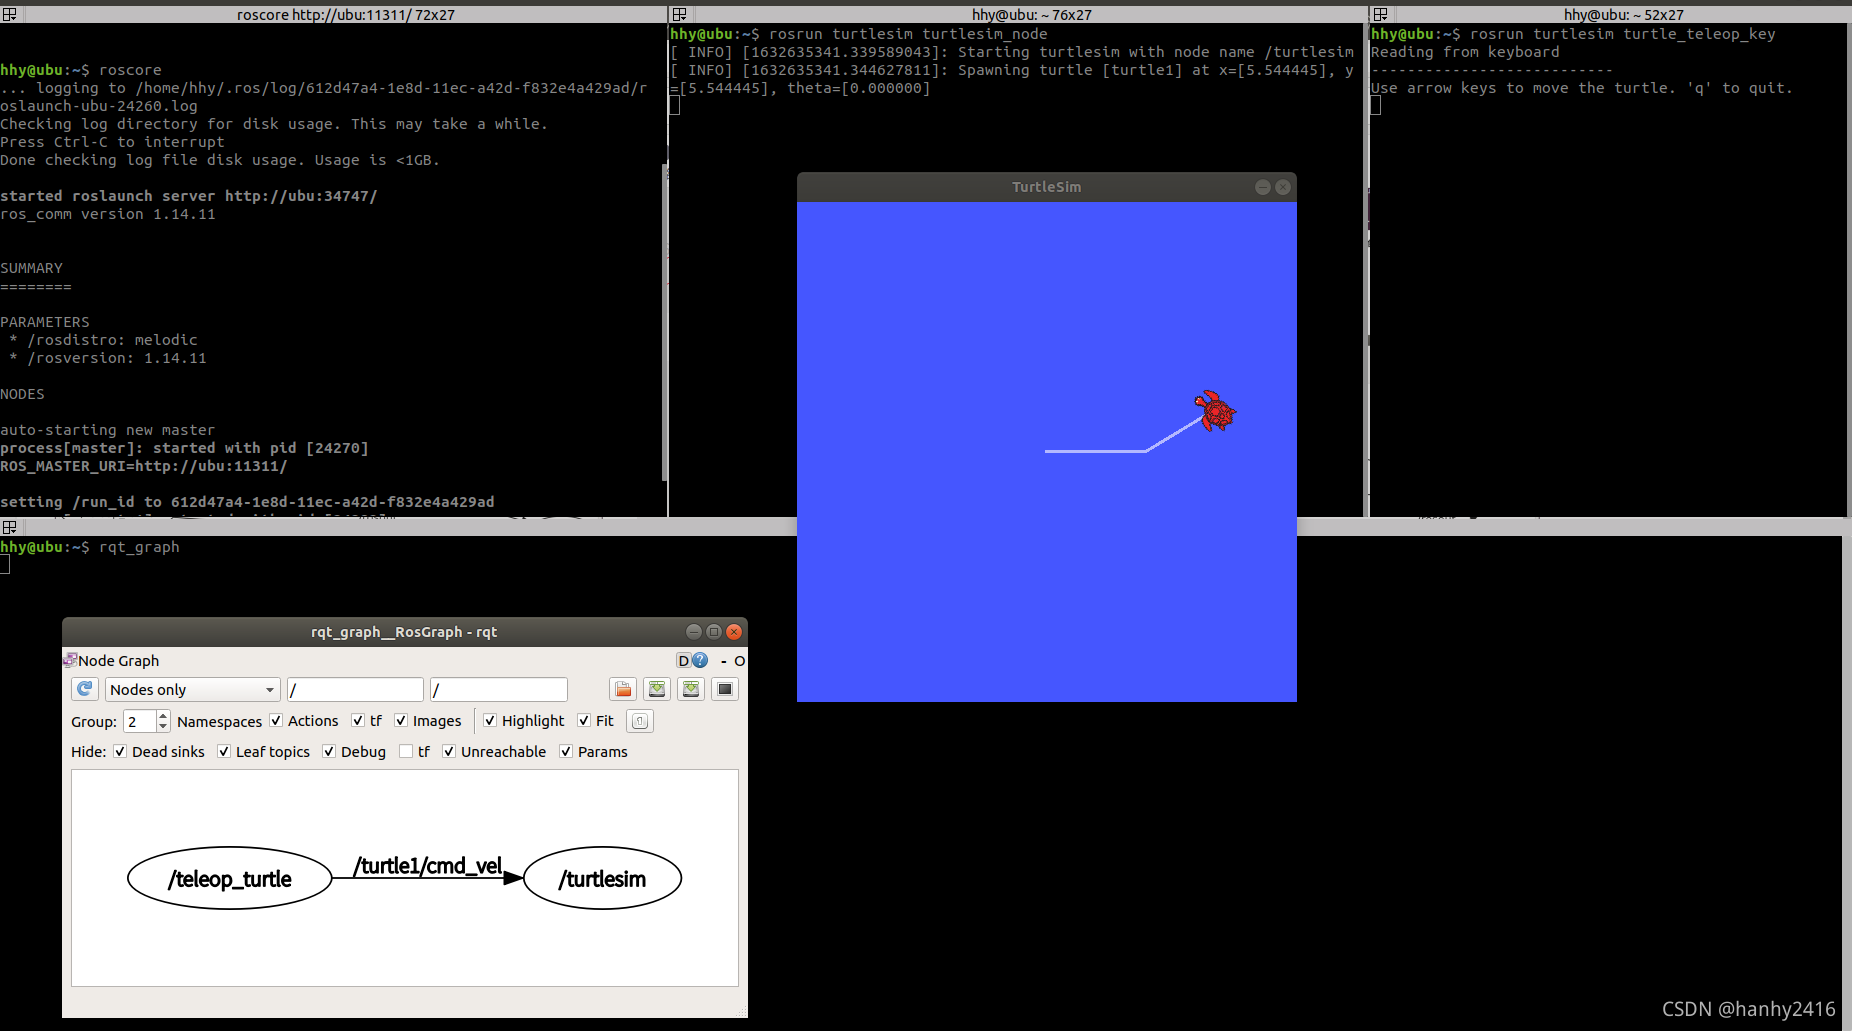 roscore http://ubu:11311/ 72x27
hhy@ubu:~$ roscore
... logging to /home/hhy/.ros/log/612d47a4-1e8d-11ec-a42d-f832e4a429ad/r
oslaunch-ubu-24260.log
Checking log directory for disk usage. This may take a while.
Press Ctrl-C to interrupt
Done checking log file disk usage. Usage is <1GB.
started roslaunch server http://ubu:34747/
ros_comm version 1.14.11
SUMMARY
========
PARAMETERS
* /rosdistro: melodic
* /rosversion: 1.14.11
NODES
auto-starting new master
process[master]: started with pid [24270]
ROS_MASTER_URI=http://ubu:11311/
setting /run_id to 612d47a4-1e8d-11ec-a42d-f832e4a429ad
hhy@ubu: ~ 76x27
hhy@ubu:~$ rosrun turtlesim turtlesim_node
[ INFO] [1632635341.339589043]: Starting turtlesim with node name /turtlesim
[ INFO] [1632635341.344627811]: Spawning turtle [turtle1] at x=[5.544445], y
=[5.544445], theta=[0.000000]
hhy@ubu: ~ 52x27
hhy@ubu:~$ rosrun turtlesim turtle_teleop_key
Reading from keyboard
---------------------------
Use arrow keys to move the turtle. 'q' to quit.
TurtleSim
hhy@ubu:~$ rqt_graph
rqt_graph__RosGraph - rqt
Node Graph
D ? - O
Nodes only / /
Group: 2 Namespaces Actions tf Images Highlight Fit
Hide: Dead sinks Leaf topics Debug tf Unreachable Params
/teleop_turtle /turtle1/cmd_vel /turtlesim
CSDN @hanhy2416